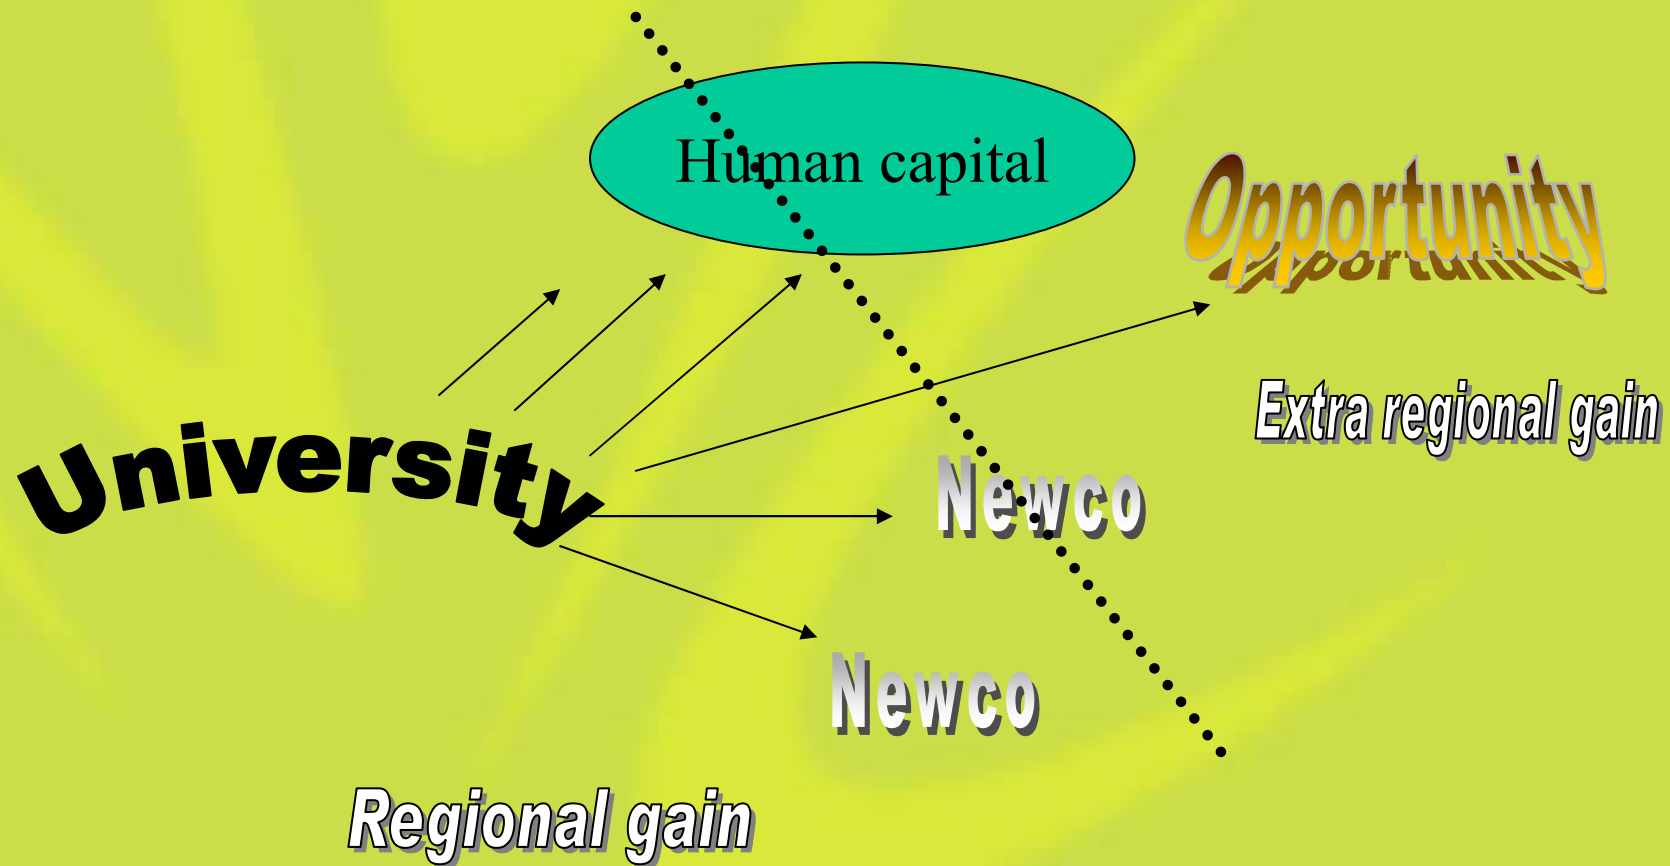 Human capital
Opportunity
Extra regional gain
University
Newco
Newco
Regional gain